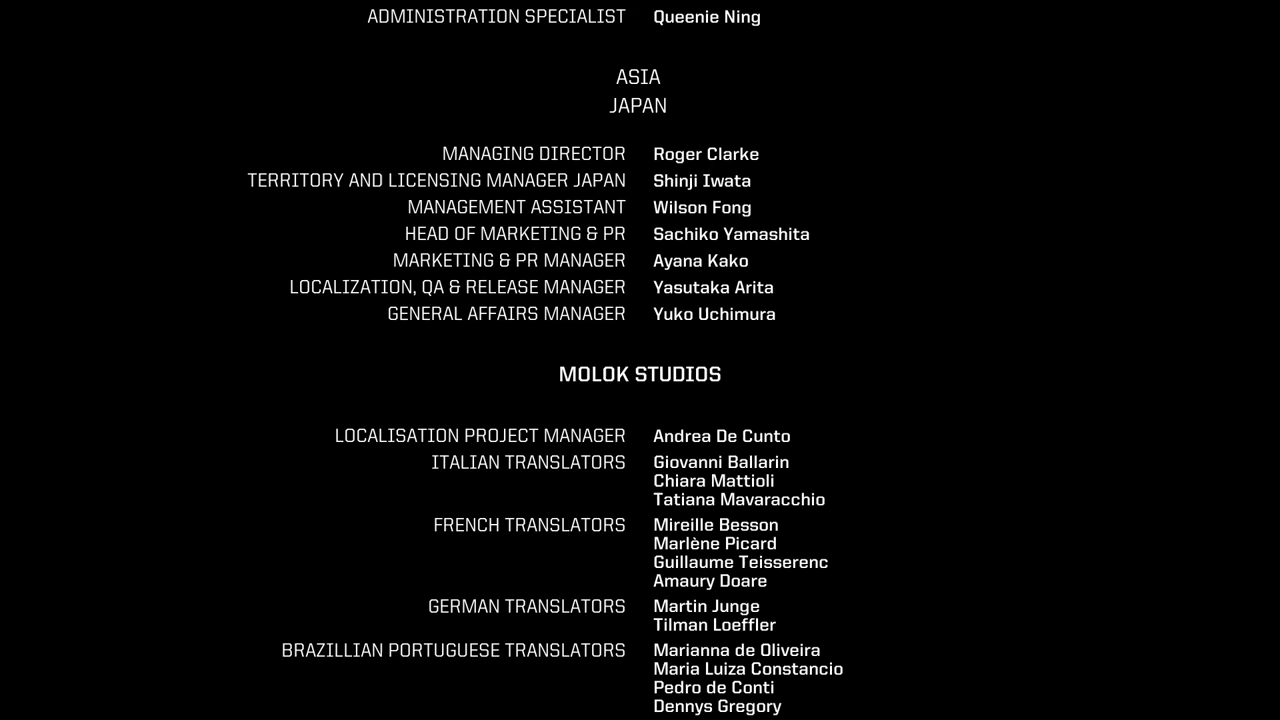 ADMINISTRATION SPECIALIST Queenie Ning
ASIA
JAPAN
MANAGING DIRECTOR Roger Clarke
TERRITORY AND LICENSING MANAGER JAPAN Shinji Iwata
MANAGEMENT ASSISTANT Wilson Fong
HEAD OF MARKETING & PR Sachiko Yamashita
MARKETING & PR MANAGER Ayana Kako
LOCALIZATION, QA & RELEASE MANAGER Yasutaka Arita
GENERAL AFFAIRS MANAGER Yuko Uchimura
MOLOK STUDIOS
LOCALISATION PROJECT MANAGER Andrea De Cunto
ITALIAN TRANSLATORS Giovanni Ballarin
Chiara Mattioli
Tatiana Mavaracchio
FRENCH TRANSLATORS Mireille Besson
Marlène Picard
Guillaume Teisserenc
Amaury Doare
GERMAN TRANSLATORS Martin Junge
Tilman Loeffler
BRAZILLIAN PORTUGUESE TRANSLATORS Marianna de Oliveira
Maria Luiza Constancio
Pedro de Conti
Dennys Gregory